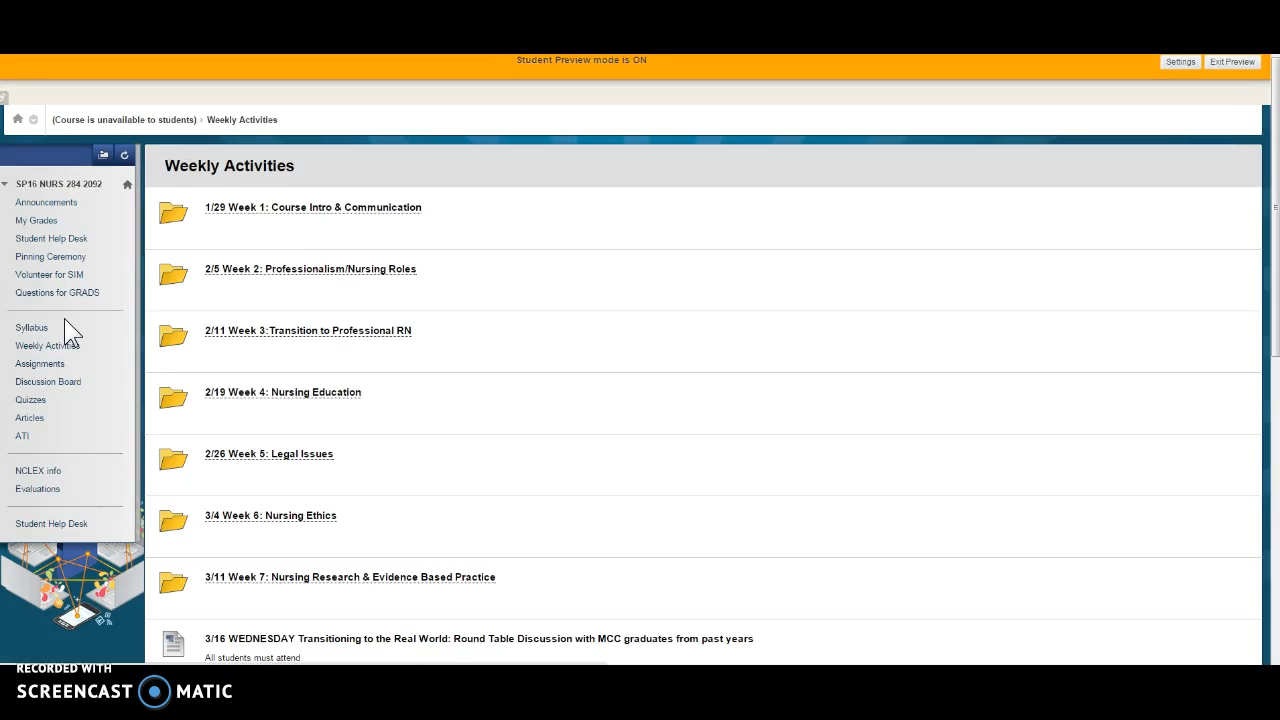 Student Preview mode is ON
Settings
Exit Preview
(Course is unavailable to students) > Weekly Activities
SP16 NURS 284 2092
Announcements
My Grades
Student Help Desk
Pinning Ceremony
Volunteer for SIM
Questions for GRADS
Syllabus
Weekly Activities
Assignments
Discussion Board
Quizzes
Articles
ATI
NCLEX info
Evaluations
Student Help Desk
Weekly Activities
1/29 Week 1: Course Intro & Communication
2/5 Week 2: Professionalism/Nursing Roles
2/11 Week 3:Transition to Professional RN
2/19 Week 4: Nursing Education
2/26 Week 5: Legal Issues
3/4 Week 6: Nursing Ethics
3/11 Week 7: Nursing Research & Evidence Based Practice
3/16 WEDNESDAY Transitioning to the Real World: Round Table Discussion with MCC graduates from past years
All students must attend
RECORDED WITH
SCREENCAST MATIC